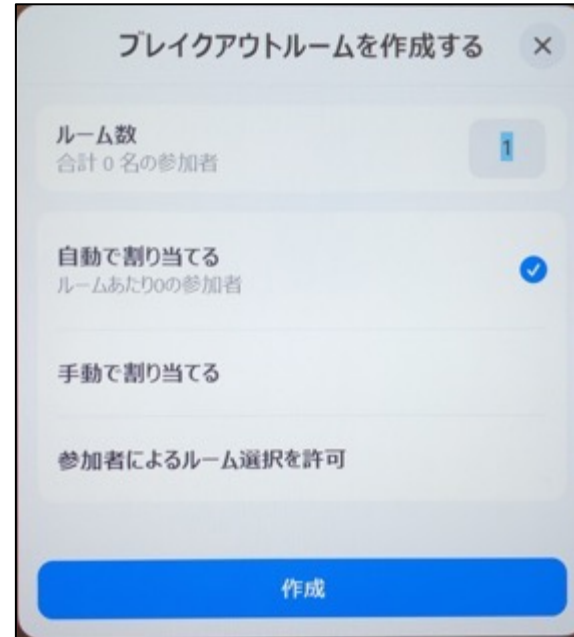 ブレイクアウトルームを作成する
ルーム数
合計 0 名の参加者
1
自動で割り当てる
ルームあたり0の参加者
手動で割り当てる
参加者によるルーム選択を許可
作成